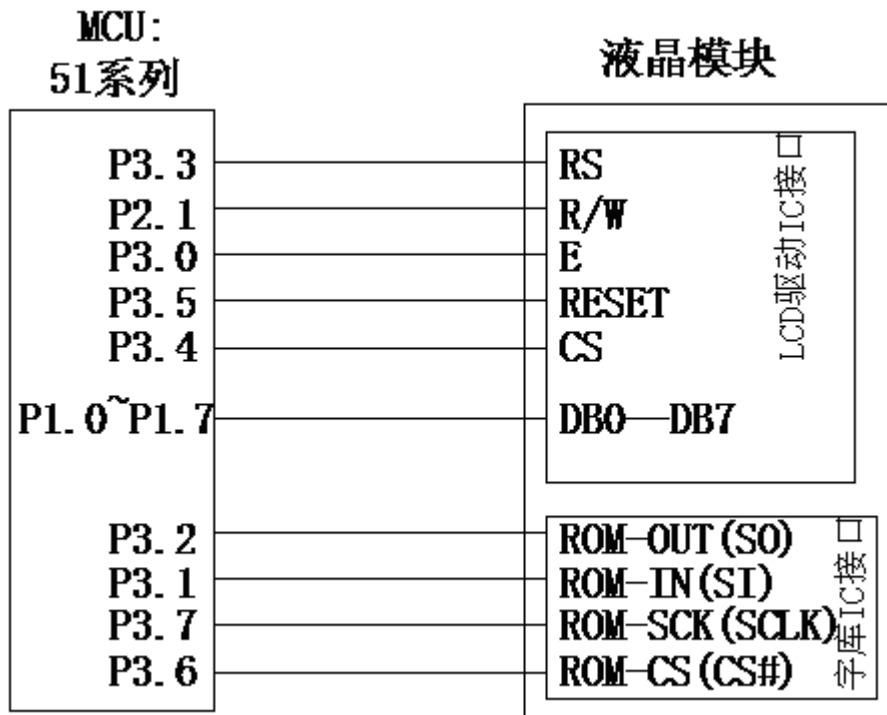 MCU:
51系列
液晶模块
P3.3
RS
P2.1
R/W
P3.0
E
P3.5
RESET
P3.4
CS
P1.0~P1.7
DB0—DB7
LCD驱动IC接口
P3.2
ROM-OUT(SO)
P3.1
ROM-IN(SI)
P3.7
ROM-SCK(SCLK)
P3.6
ROM-CS(CS#)
字库IC接口